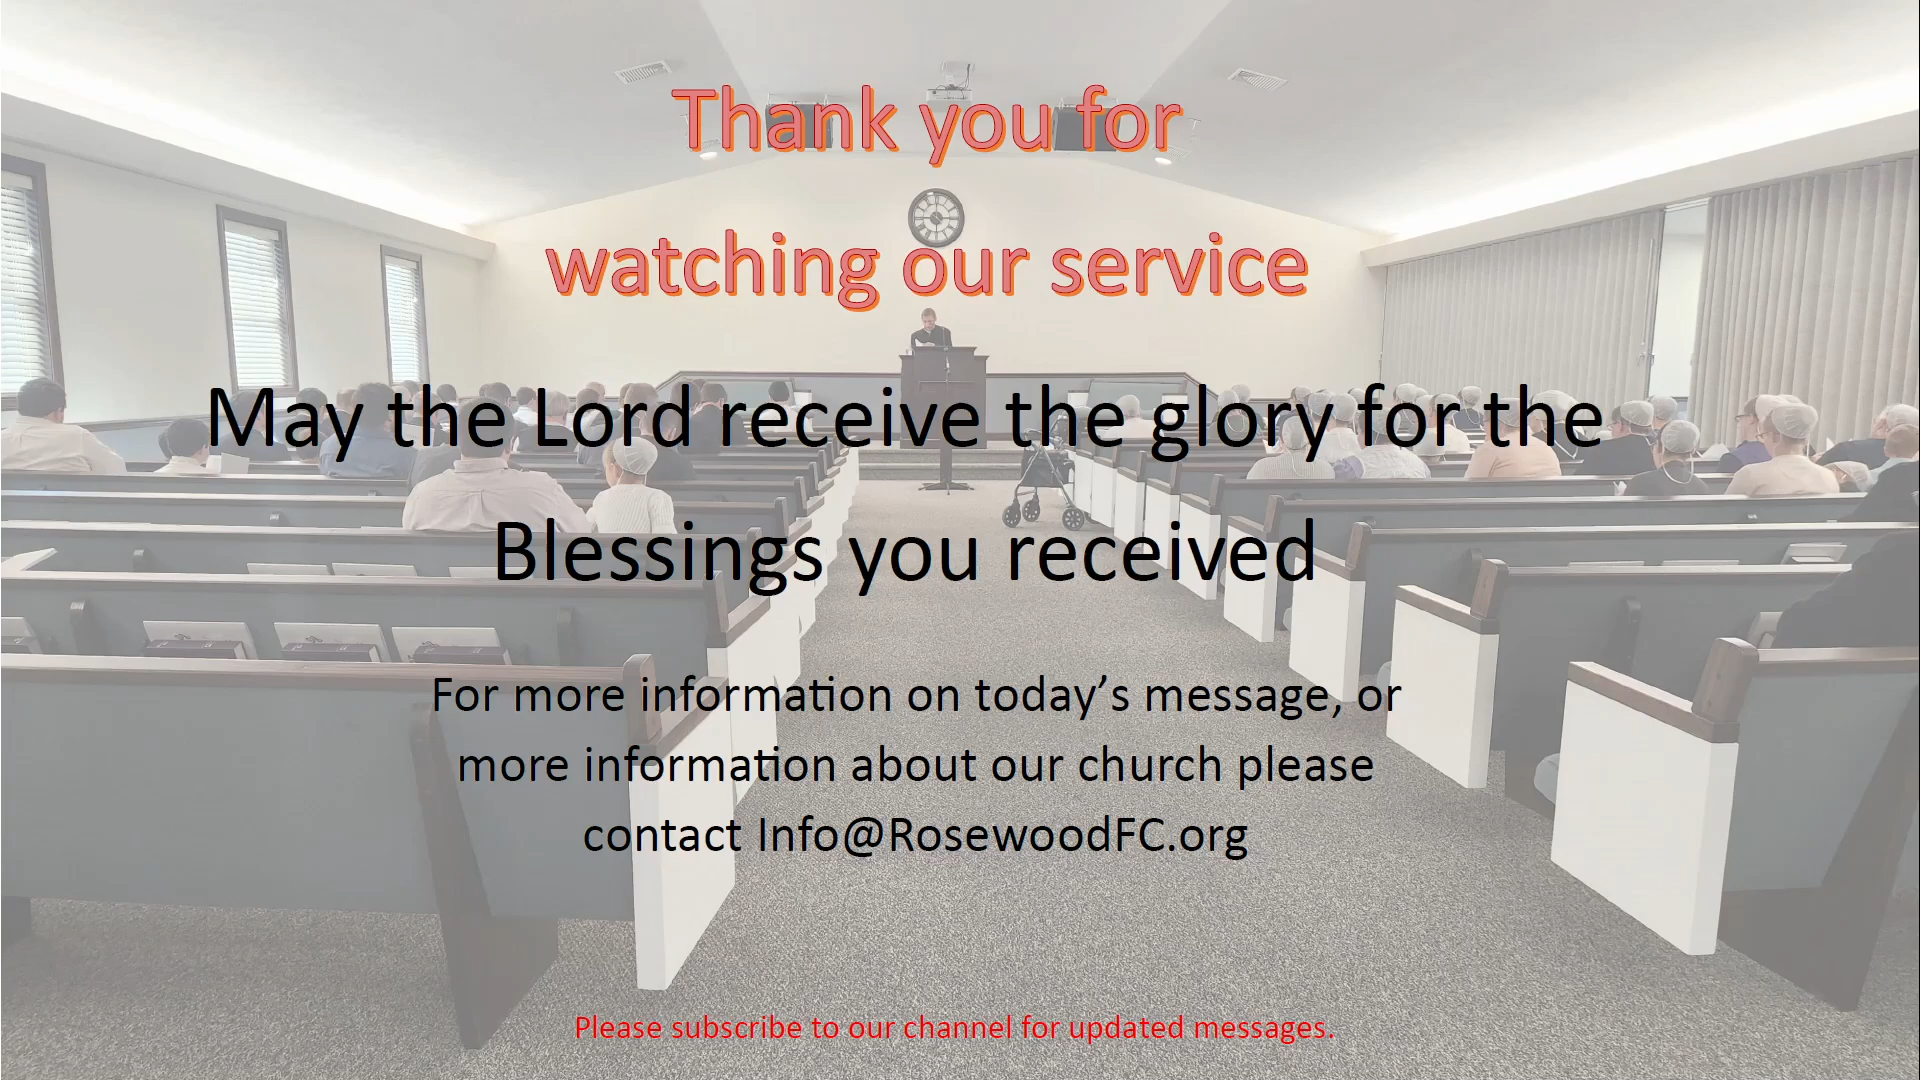 Thank you for
watching our service
May the Lord receive the glory for the
Blessings you received
For more information on today’s message, or
more information about our church please
contact Info@RosewoodFC.org
Please subscribe to our channel for updated messages.